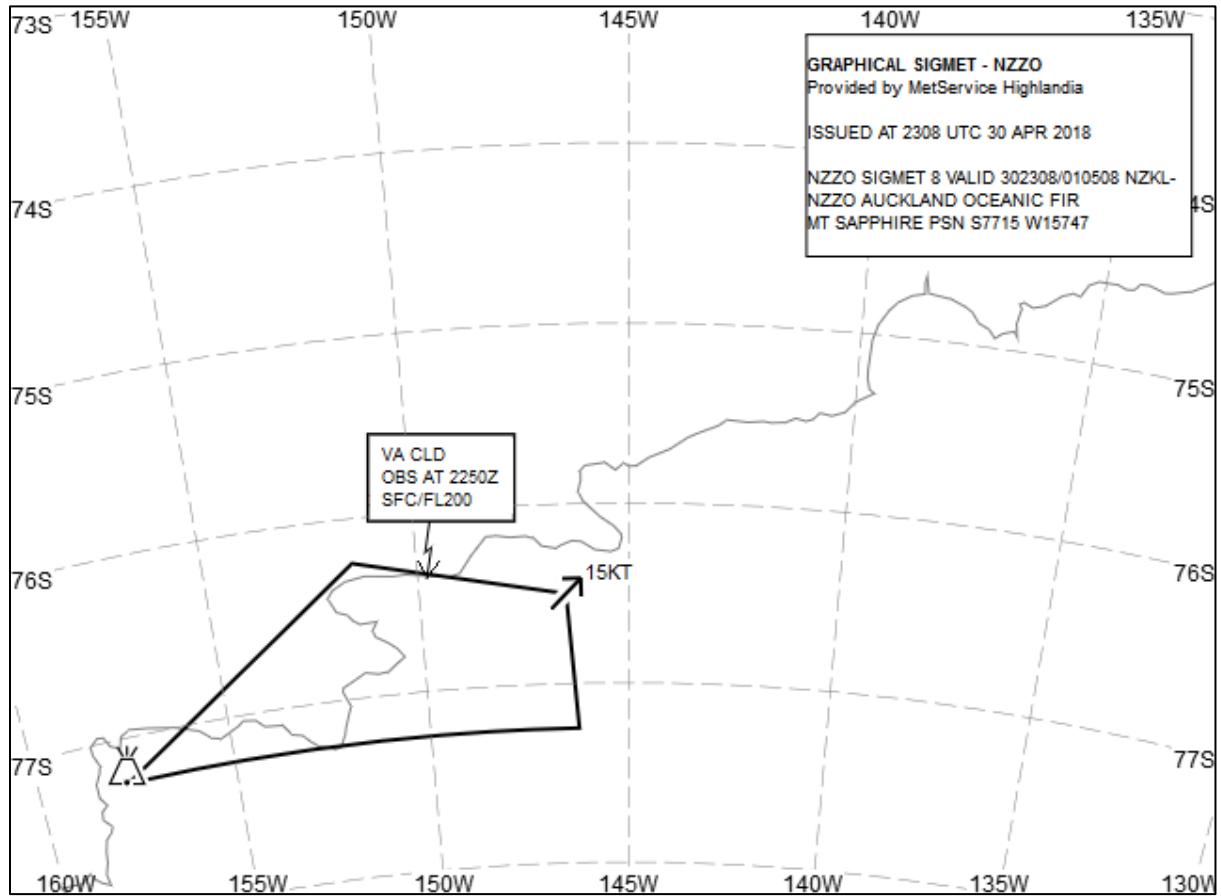 73S 155W 150W 145W 140W 135W
GRAPHICAL SIGMET - NZZO
Provided by MetService Highlandia
ISSUED AT 2308 UTC 30 APR 2018
NZZO SIGMET 8 VALID 302308/010508 NZKL-
NZZO AUCKLAND OCEANIC FIR
MT SAPPHIRE PSN S7715 W15747
74S 4S
75S 75S
VA CLD
OBS AT 2250Z
SFC/FL200
76S 15KT 76S
77S 77S
160W 155W 150W 145W 140W 135W 130W